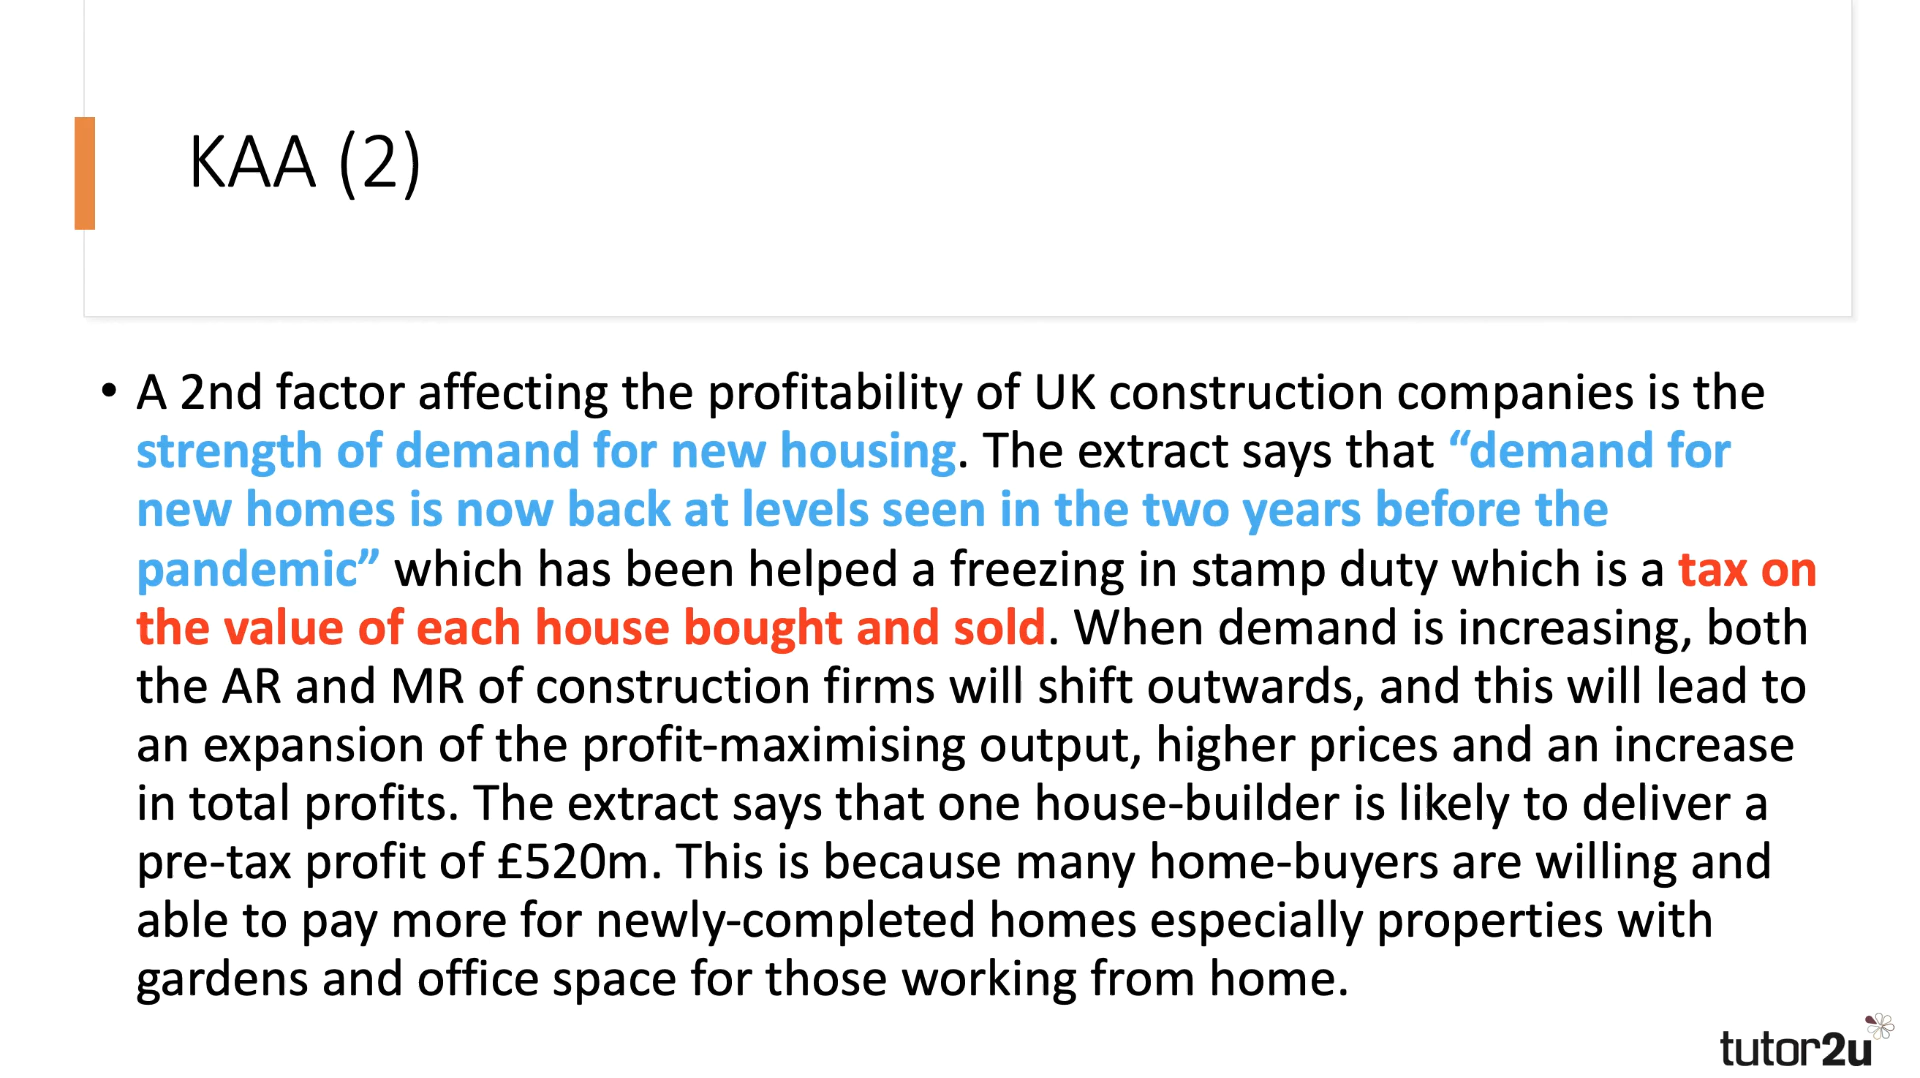 KAA (2)
• A 2nd factor affecting the profitability of UK construction companies is the
strength of demand for new housing. The extract says that “demand for
new homes is now back at levels seen in the two years before the
pandemic” which has been helped a freezing in stamp duty which is a tax on
the value of each house bought and sold. When demand is increasing, both
the AR and MR of construction firms will shift outwards, and this will lead to
an expansion of the profit-maximising output, higher prices and an increase
in total profits. The extract says that one house-builder is likely to deliver a
pre-tax profit of £520m. This is because many home-buyers are willing and
able to pay more for newly-completed homes especially properties with
gardens and office space for those working from home.
tutor2u